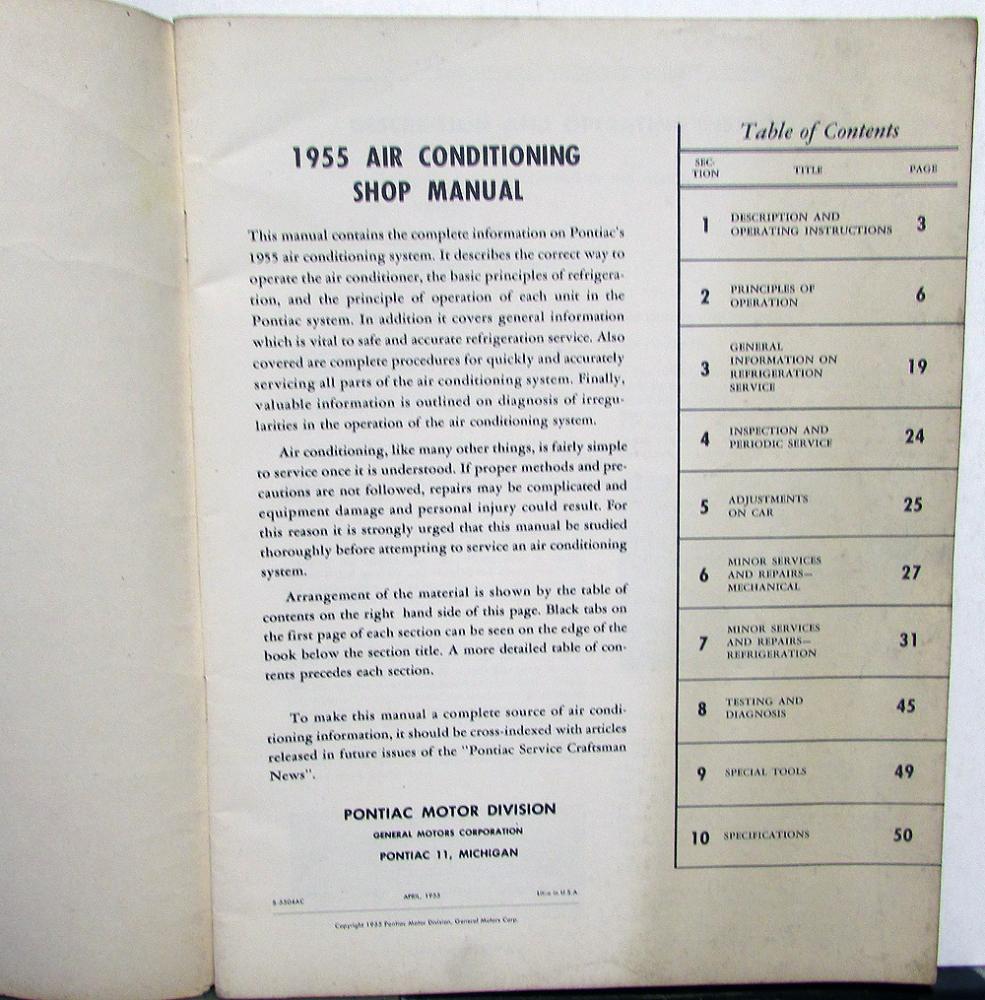 1955 AIR CONDITIONING
SHOP MANUAL
This manual contains the complete information on Pontiac's
1955 air conditioning system. It describes the correct way to
operate the air conditioner, the basic principles of refrigera-
tion, and the principle of operation of each unit in the
Pontiac system. In addition it covers general information
which is vital to safe and accurate refrigeration service. Also
covered are complete procedures for quickly and accurately
servicing all parts of the air conditioning system. Finally,
valuable information is outlined on diagnosis of irregu-
larities in the operation of the air conditioning system.
Air conditioning, like many other things, is fairly simple
to service once it is understood. If proper methods and pre-
cautions are not followed, repairs may be complicated and
equipment damage and personal injury could result. For
this reason it is strongly urged that this manual be studied
thoroughly before attempting to service an air conditioning
system.
Arrangement of the material is shown by the table of
contents on the right hand side of this page. Black tabs on
the first page of each section can be seen on the edge of the
book below the section title. A more detailed table of con-
tents precedes each section.
To make this manual a complete source of air condi-
tioning information, it should be cross-indexed with articles
released in future issues of the "Pontiac Service Craftsman
News".
PONTIAC MOTOR DIVISION
GENERAL MOTORS CORPORATION
PONTIAC 11, MICHIGAN
S-5504AC APRIL, 1955 Litho in U.S.A.
Copyright 1955 Pontiac Motor Division, General Motors Corp.
Table of Contents
SEC-
TION TITLE PAGE
1 DESCRIPTION AND
OPERATING INSTRUCTIONS 3
2 PRINCIPLES OF
OPERATION 6
3 GENERAL
INFORMATION ON
REFRIGERATION
SERVICE 19
4 INSPECTION AND
PERIODIC SERVICE 24
5 ADJUSTMENTS
ON CAR 25
6 MINOR SERVICES
AND REPAIRS—
MECHANICAL 27
7 MINOR SERVICES
AND REPAIRS—
REFRIGERATION 31
8 TESTING AND
DIAGNOSIS 45
9 SPECIAL TOOLS 49
10 SPECIFICATIONS 50